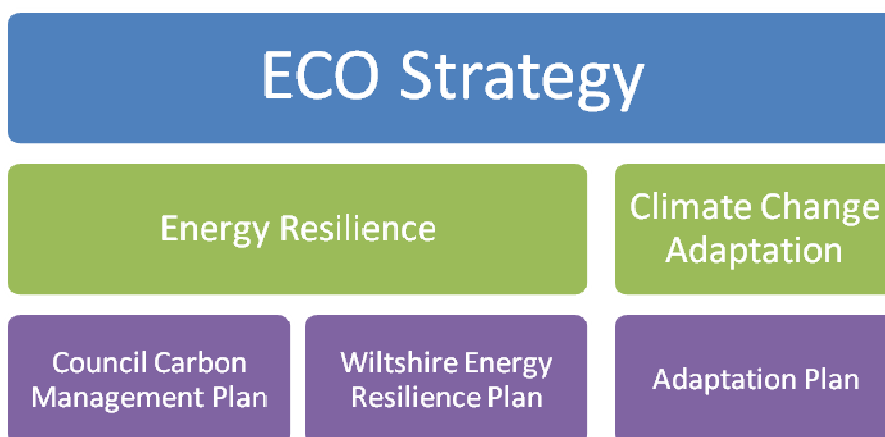 ECO Strategy
Energy Resilience
Climate Change
Adaptation
Council Carbon
Management Plan
Wiltshire Energy
Resilience Plan
Adaptation Plan